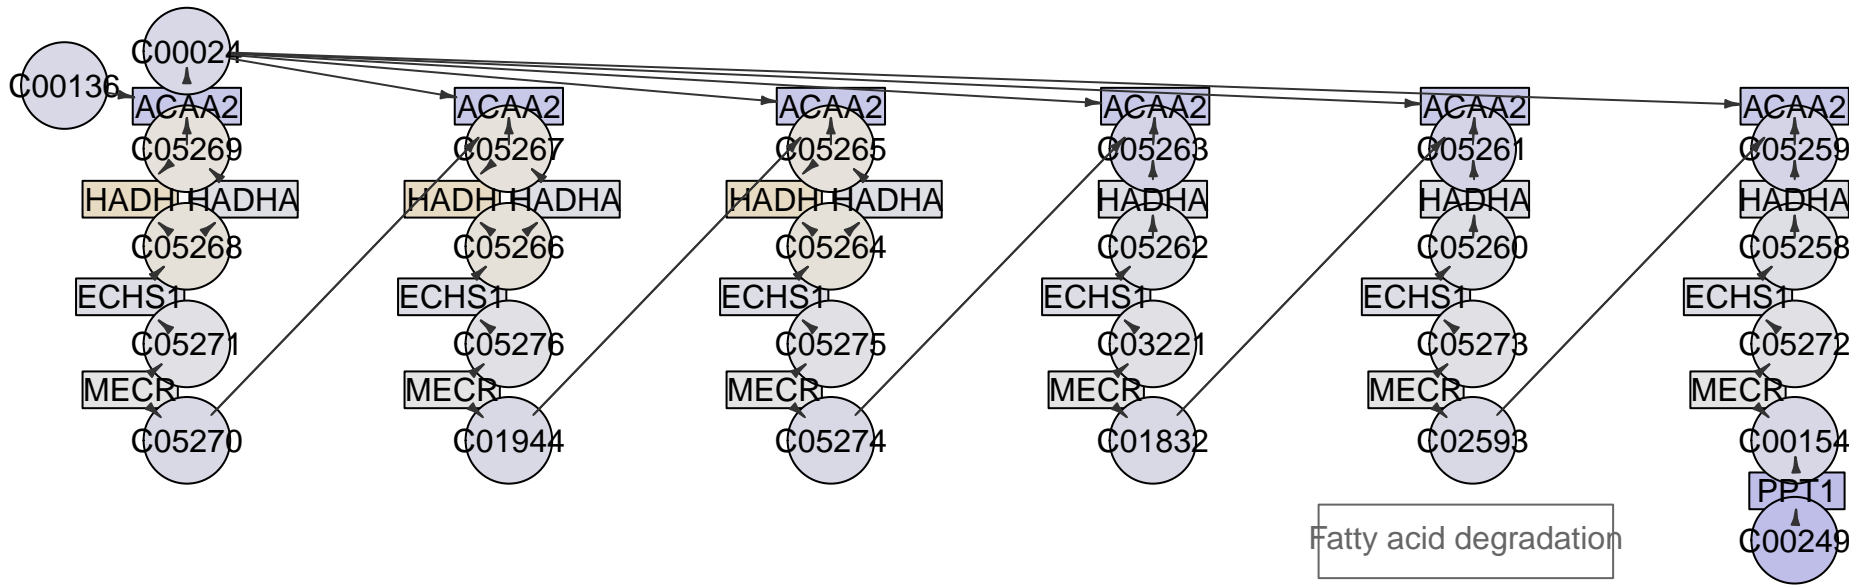 C00024
C00136
ACAA2 ACAA2 ACAA2 ACAA2 ACAA2 ACAA2
C05269 C05267 C05265 C05263 C05261 C05259
HADH HADHA HADH HADHA HADH HADHA HADHA HADHA HADHA
C05268 C05266 C05264 C05262 C05260 C05258
ECHS1 ECHS1 ECHS1 ECHS1 ECHS1 ECHS1
C05271 C05276 C05275 C03221 C05273 C05272
MECR MECR MECR MECR MECR MECR
C05270 C01944 C05274 C01832 C02593 C00154
PPT1
Fatty acid degradation C00249